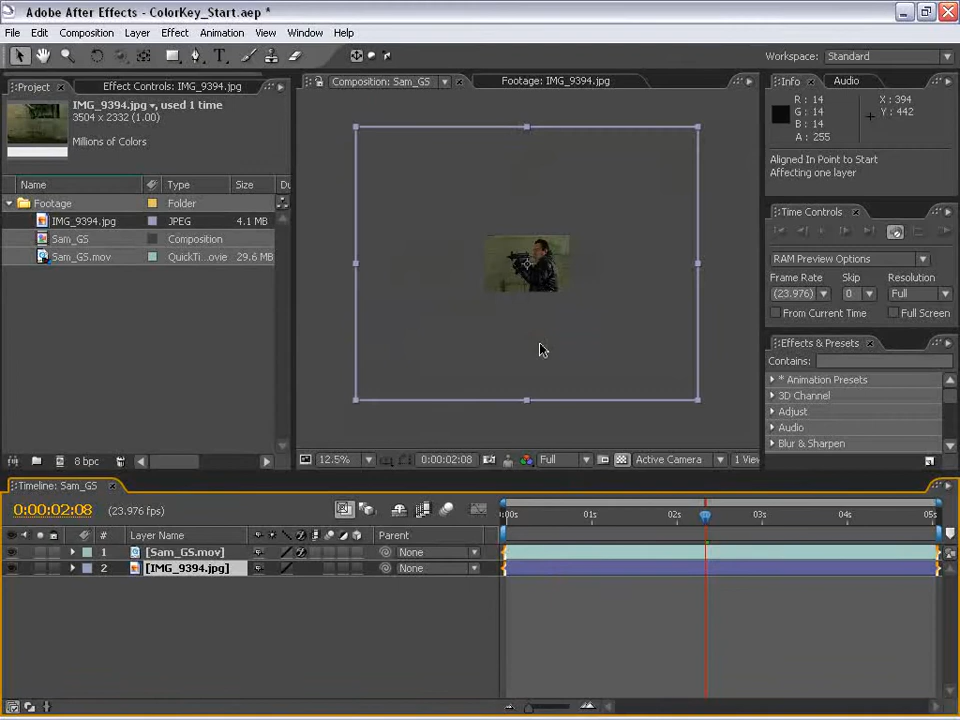 Adobe After Effects - ColorKey_Start.aep *
File Edit Composition Layer Effect Animation View Window Help
Workspace: Standard
Project Effect Controls: IMG_9394.jpg
Composition: Sam_GS Footage: IMG_9394.jpg
Info Audio
IMG_9394.jpg, used 1 time
3504 x 2332 (1.00)
Millions of Colors
R: 14 X: 394
G: 14 Y: 442
B: 14
A: 255
Aligned In Point to Start
Affecting one layer
Name Type Size Du
Footage Folder
IMG_9394.jpg JPEG 4.1 MB
Sam_GS Composition
Sam_GS.mov QuickTi...ovie 29.6 MB
Time Controls
RAM Preview Options
Frame Rate Skip Resolution
(23.976) 0 Full
From Current Time Full Screen
Effects & Presets
Contains:
* Animation Presets
3D Channel
Adjust
Audio
Blur & Sharpen
8 bpc
12.5% 0:00:02:08 Full Active Camera 1 Vie
Timeline: Sam_GS
0:00:02:08 (23.976 fps)
:00s 01s 02s 03s 04s 05s
# Layer Name Parent
1 [Sam_GS.mov] None
2 [IMG_9394.jpg] None